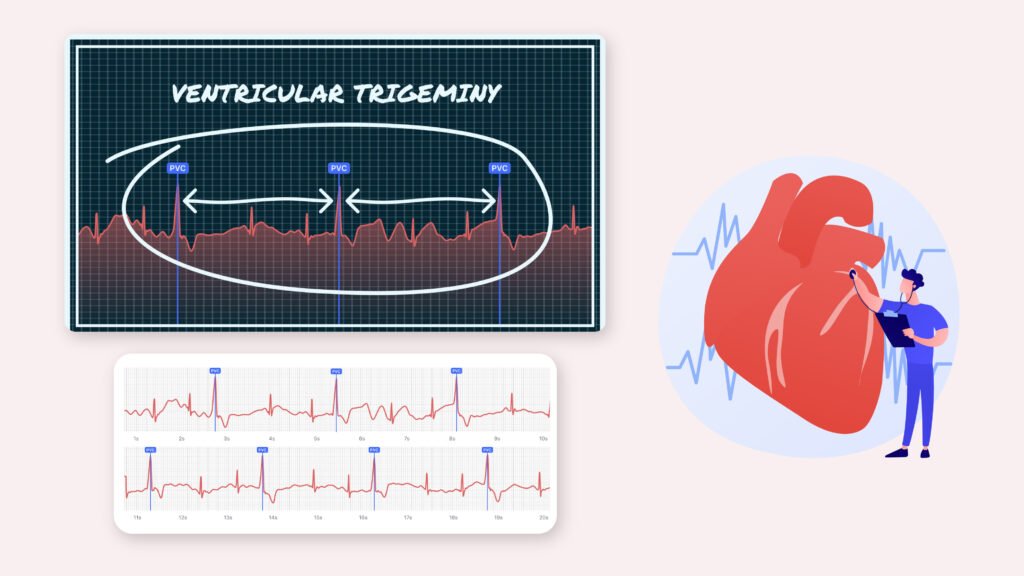 VENTRICULAR TRIGEMINY
PVC PVC PVC
PVC PVC PVC
1s 2s 3s 4s 5s 6s 7s 8s 9s 10s
PVC PVC PVC PVC
11s 12s 13s 14s 15s 16s 17s 18s 19s 20s